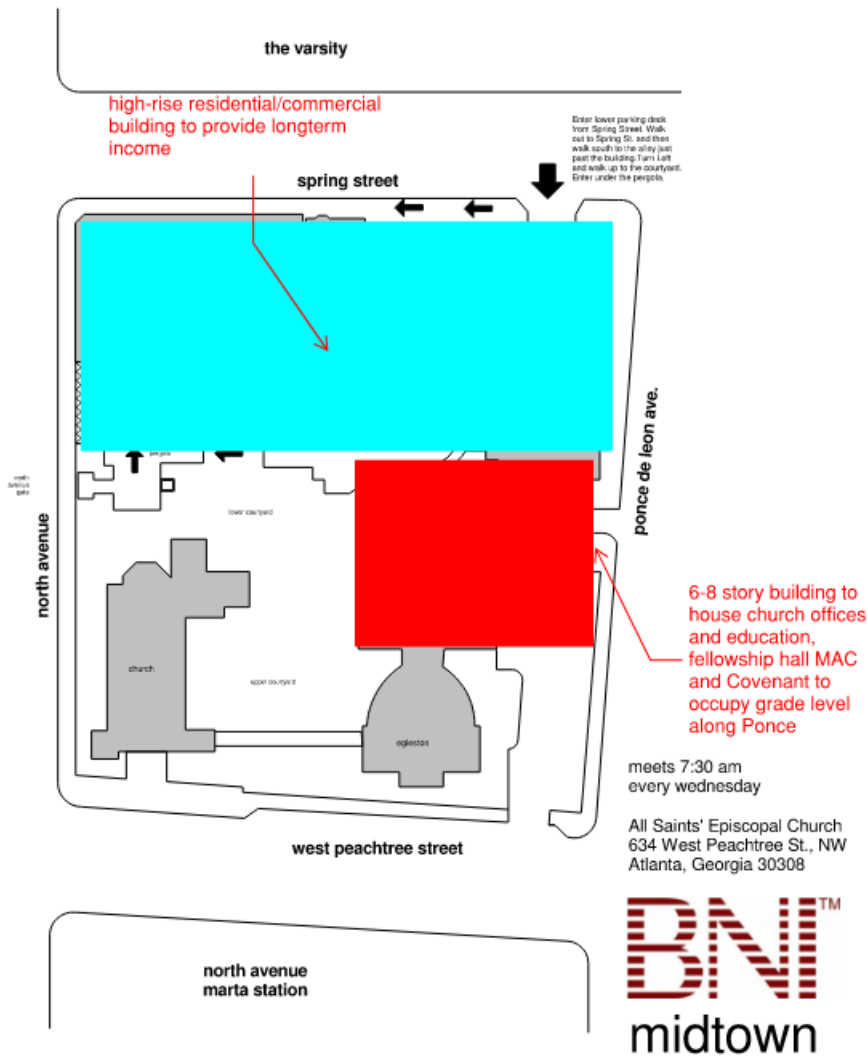 the varsity
high-rise residential/commercial
building to provide longterm
income
Enter lower parking deck
from Spring Street. Walk
out to Spring St. and then
walk south to the alley just
past the building. Turn Left
and walk up to the courtyard.
Enter under the pergola.
spring street
ponce de leon ave.
pergola
north
avenue
gate
lower courtyard
north avenue
6-8 story building to
house church offices
and education,
fellowship hall MAC
and Covenant to
occupy grade level
along Ponce
church
upper courtyard
egleston
meets 7:30 am
every wednesday
All Saints' Episcopal Church
634 West Peachtree St., NW
Atlanta, Georgia 30308
west peachtree street
BNI™
midtown
north avenue
marta station